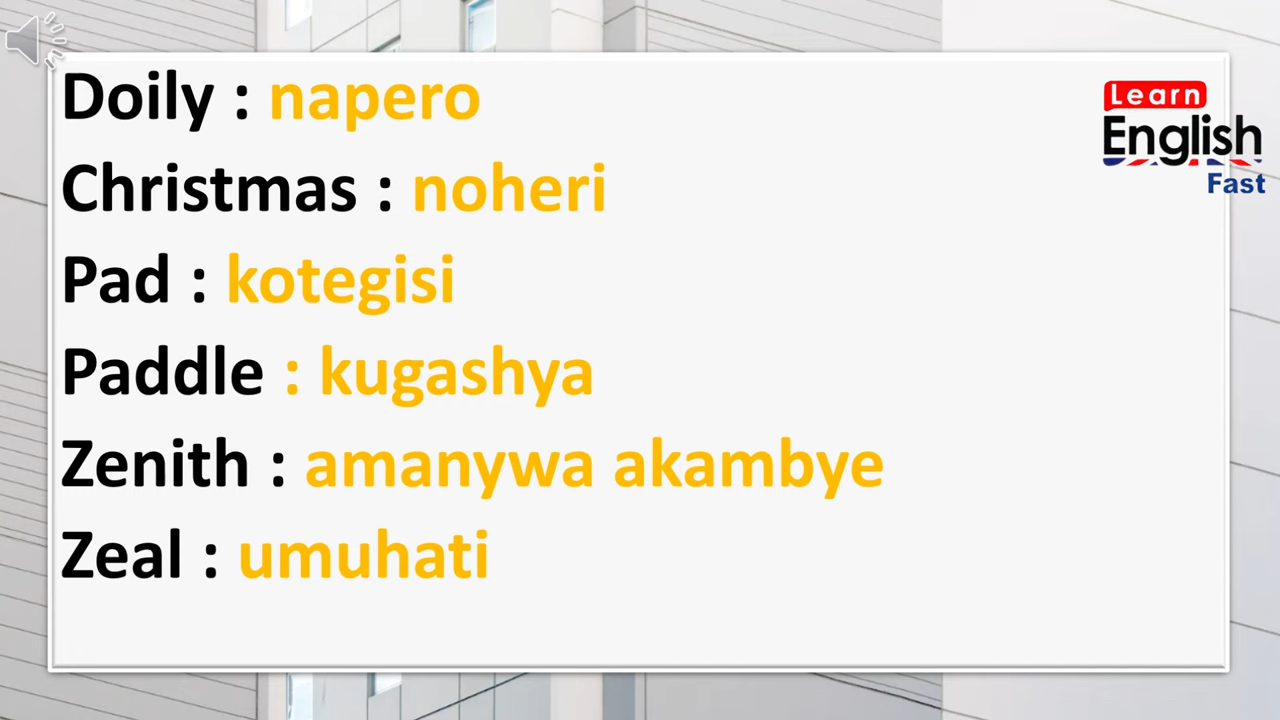 Doily : napero
Christmas : noheri
Pad : kotegisi
Paddle : kugashya
Zenith : amanywa akambye
Zeal : umuhati
Learn
English
Fast